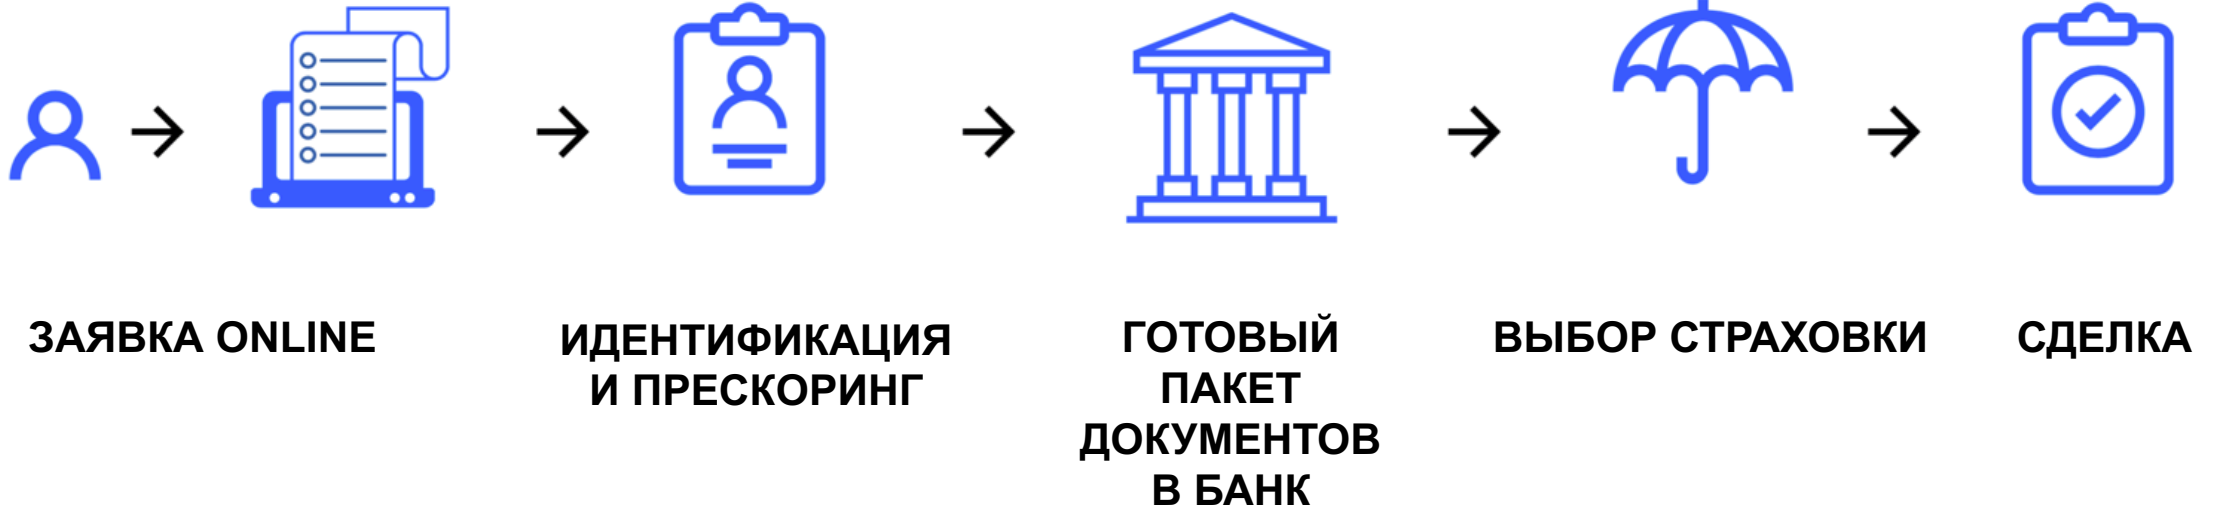 ЗАЯВКА ONLINE
ИДЕНТИФИКАЦИЯ
И ПРЕСКОРИНГ
ГОТОВЫЙ
ПАКЕТ
ДОКУМЕНТОВ
В БАНК
ВЫБОР СТРАХОВКИ
СДЕЛКА